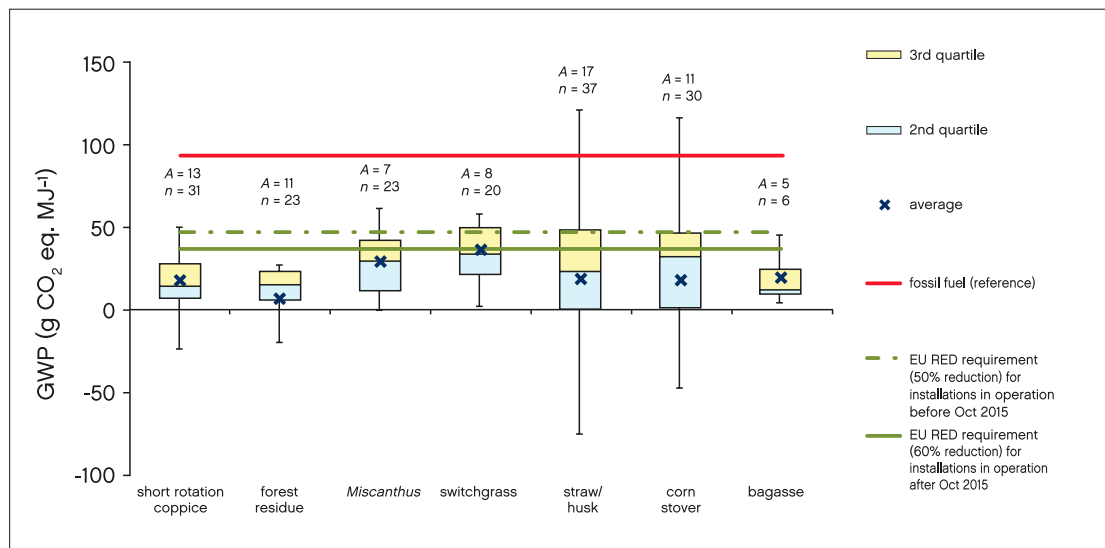 GWP (g CO₂ eq. MJ-¹)
150
100
50
0
-50
-100
A = 13
n = 31
A = 11
n = 23
A = 7
n = 23
A = 8
n = 20
A = 17
n = 37
A = 11
n = 30
A = 5
n = 6
short rotation
coppice
forest
residue
Miscanthus
switchgrass
straw/
husk
corn
stover
bagasse
3rd quartile
2nd quartile
average
fossil fuel (reference)
EU RED requirement
(50% reduction) for
installations in operation
before Oct 2015
EU RED requirement
(60% reduction) for
installations in operation
after Oct 2015